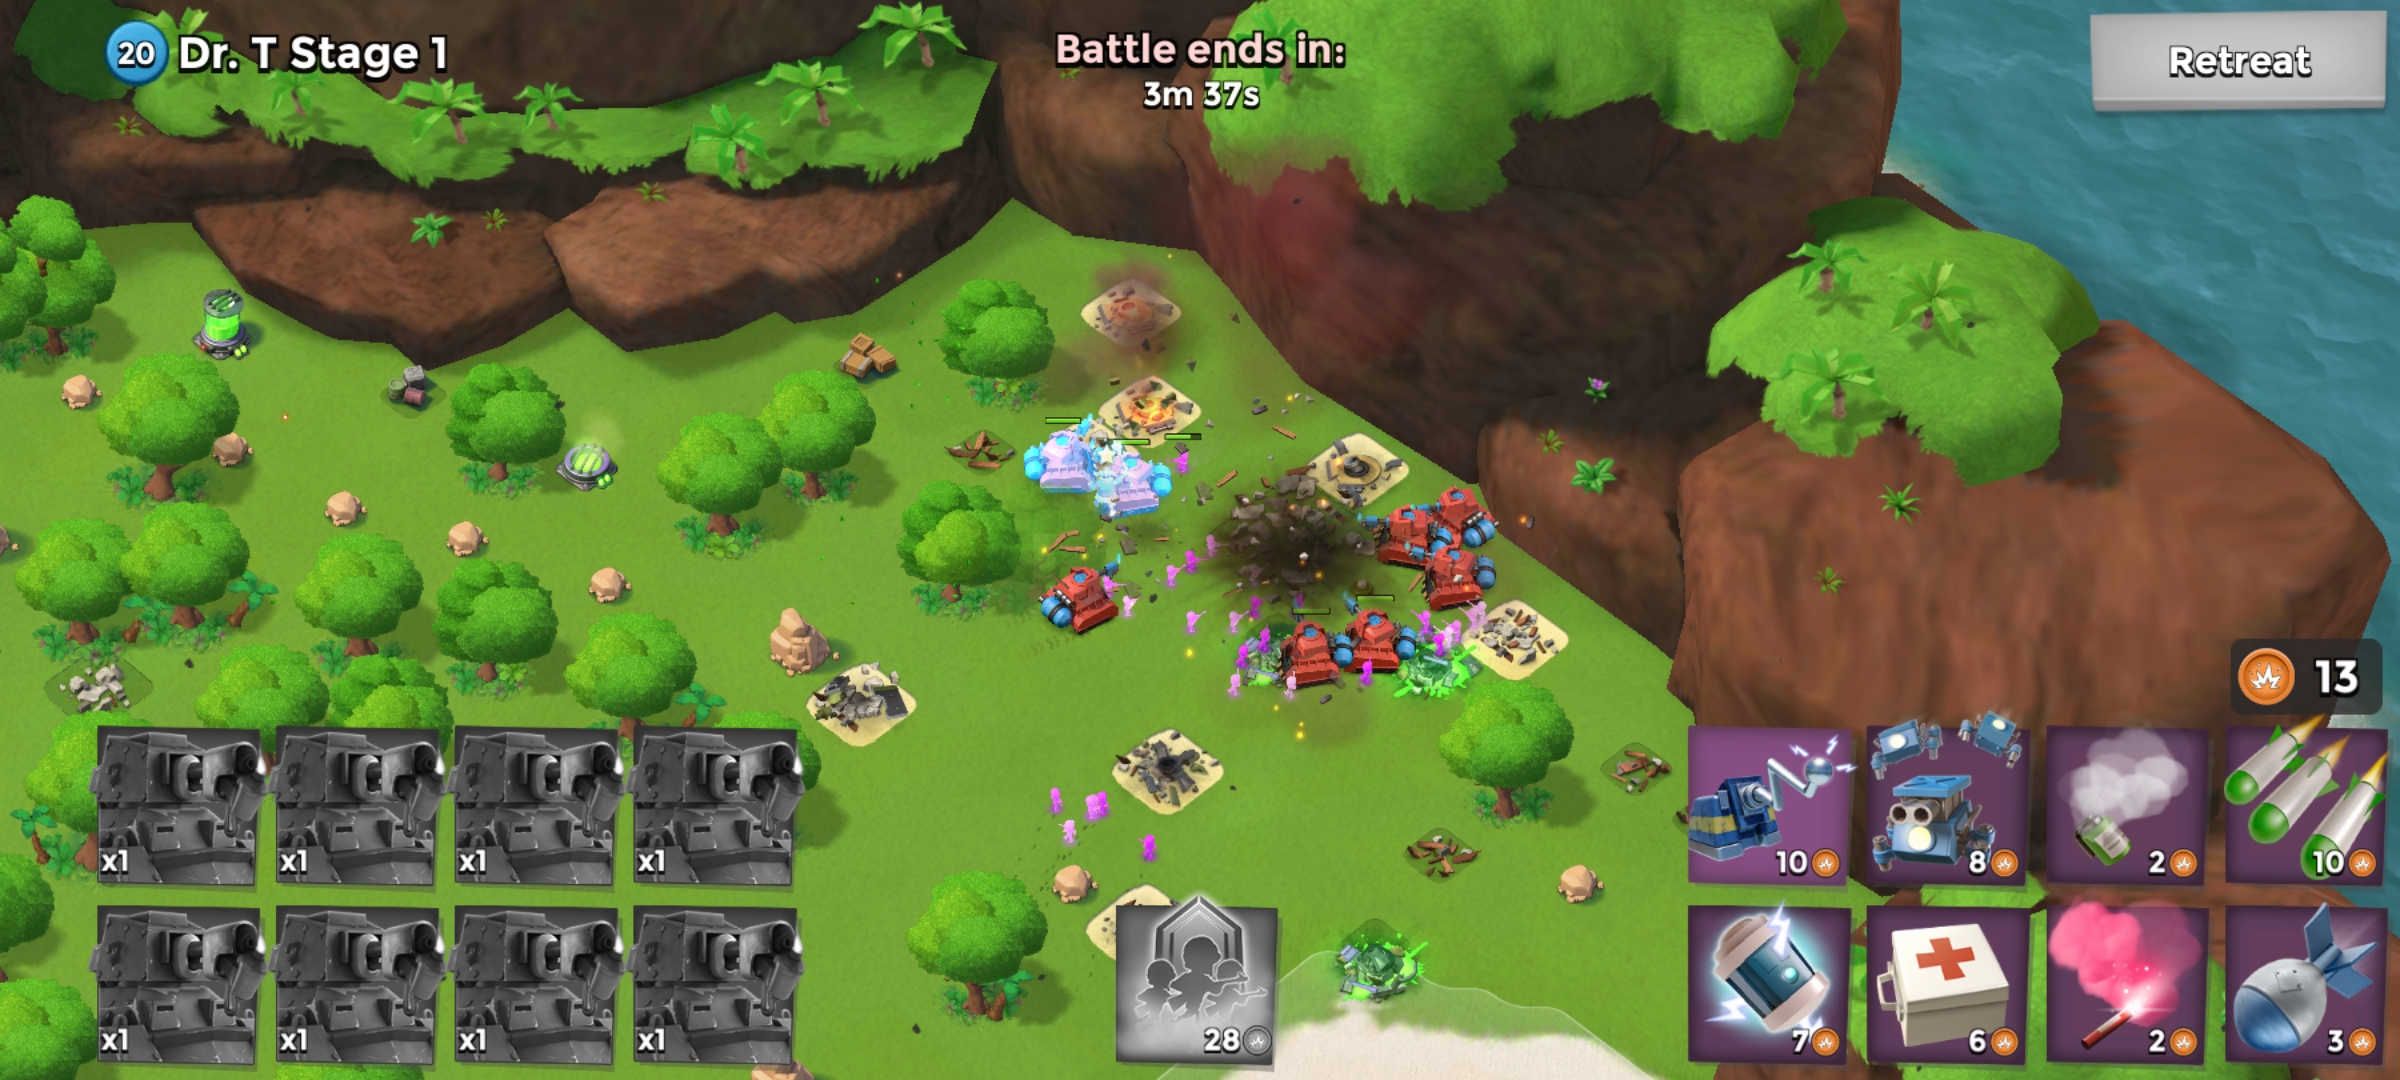 20 Dr. T Stage 1
Battle ends in:
3m 37s
Retreat
13
x1 x1 x1 x1
10 8 2 10
x1 x1 x1 x1
28
7 6 2 3